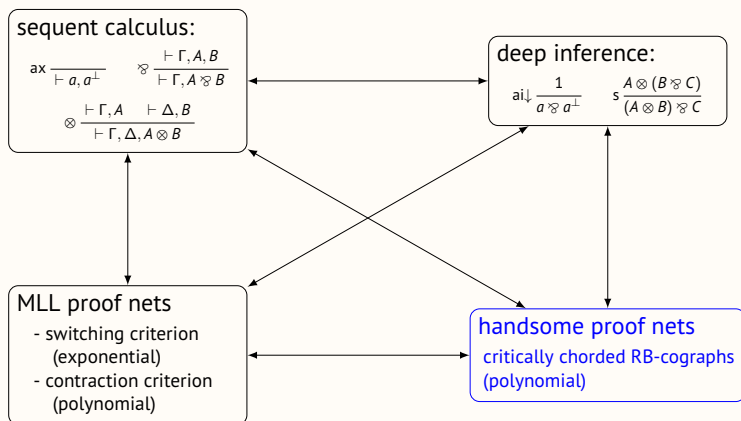 sequent calculus:
ax ⊢ a, a⊥
⅋ ⊢ Γ, A, B
⊢ Γ, A ⅋ B
⊗ ⊢ Γ, A ⊢ Δ, B
⊢ Γ, Δ, A ⊗ B
deep inference:
ai↓ 1
a ⅋ a⊥
s A ⊗ (B ⅋ C)
(A ⊗ B) ⅋ C
MLL proof nets
- switching criterion
(exponential)
- contraction criterion
(polynomial)
handsome proof nets
critically chorded RB-cographs
(polynomial)